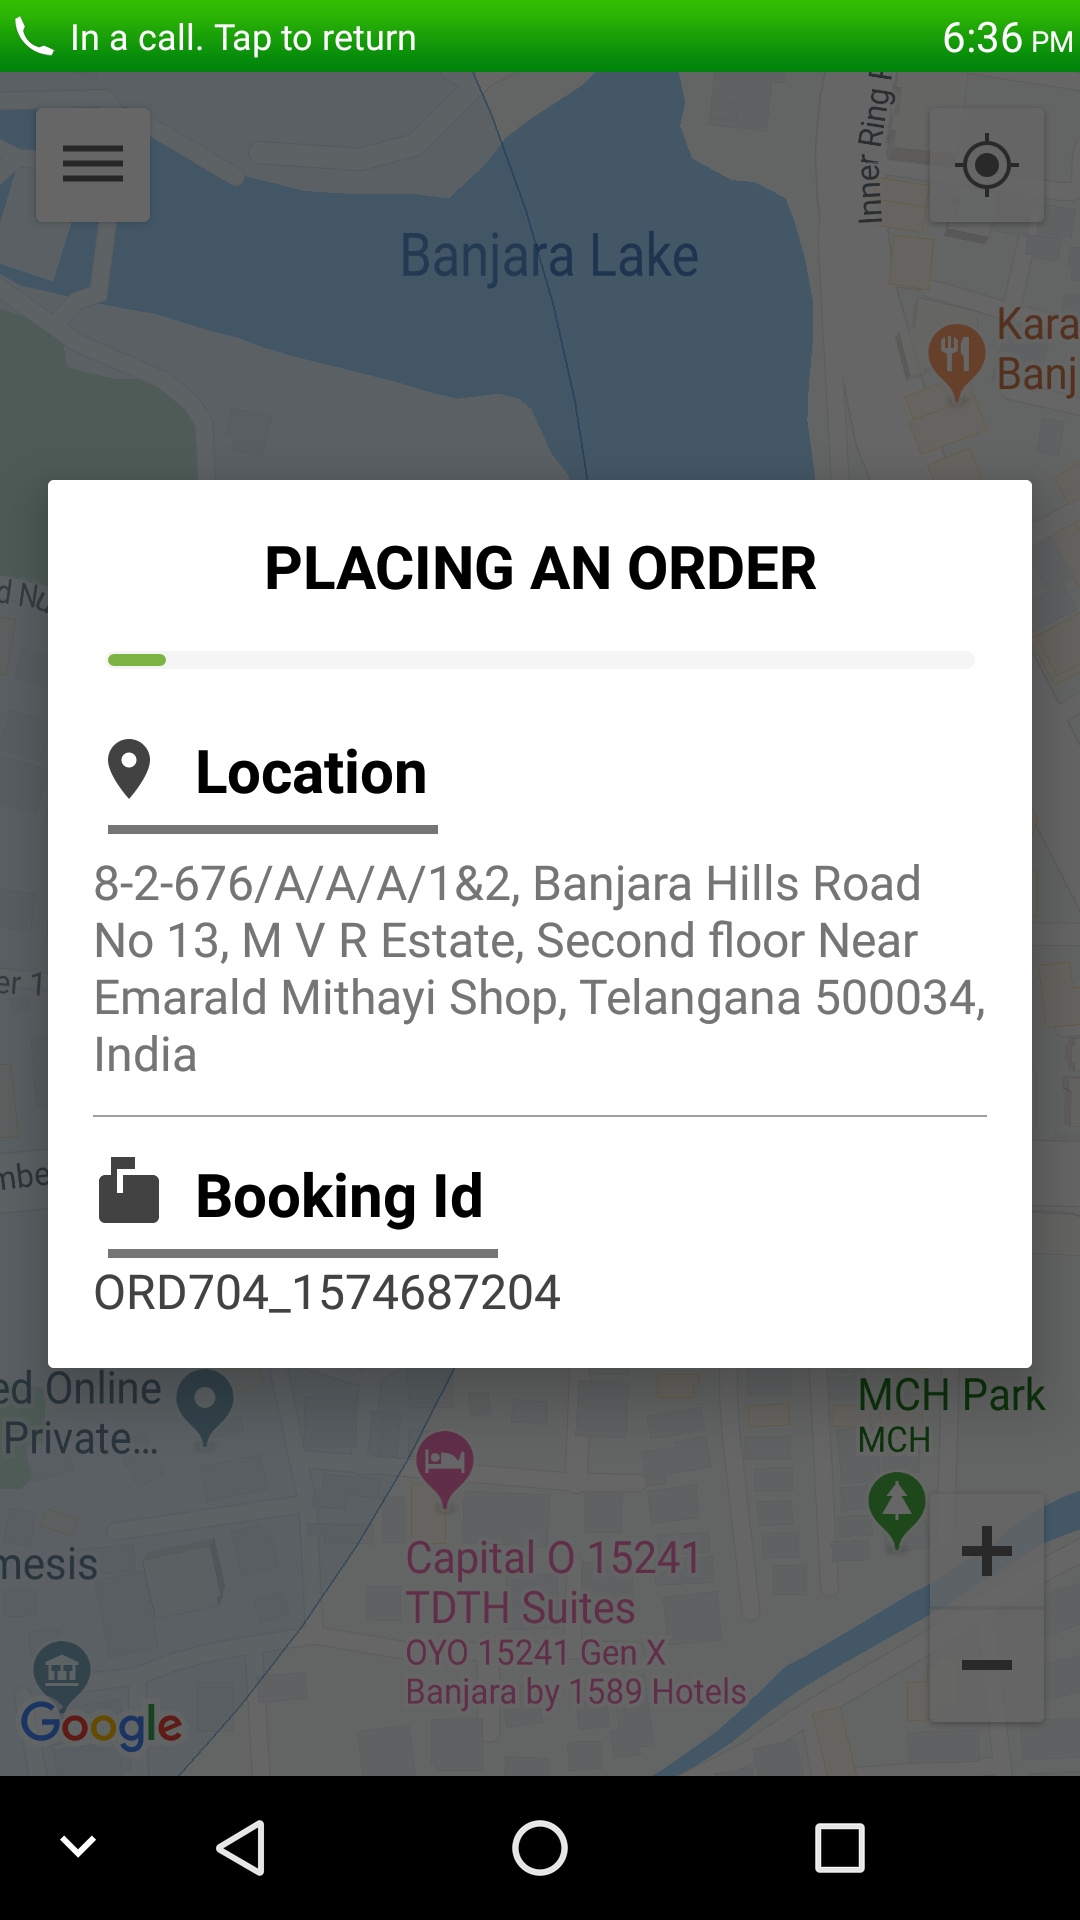 In a call. Tap to return
6:36 PM
Inner Ring
Banjara Lake
Kara
Banj
PLACING AN ORDER
Location
8-2-676/A/A/A/1&2, Banjara Hills Road
No 13, M V R Estate, Second floor Near
Emarald Mithayi Shop, Telangana 500034,
India
Booking Id
ORD704_1574687204
ed Online
Private...
MCH Park
MCH
mesis
Capital O 15241
TDTH Suites
OYO 15241 Gen X
Banjara by 1589 Hotels
Google